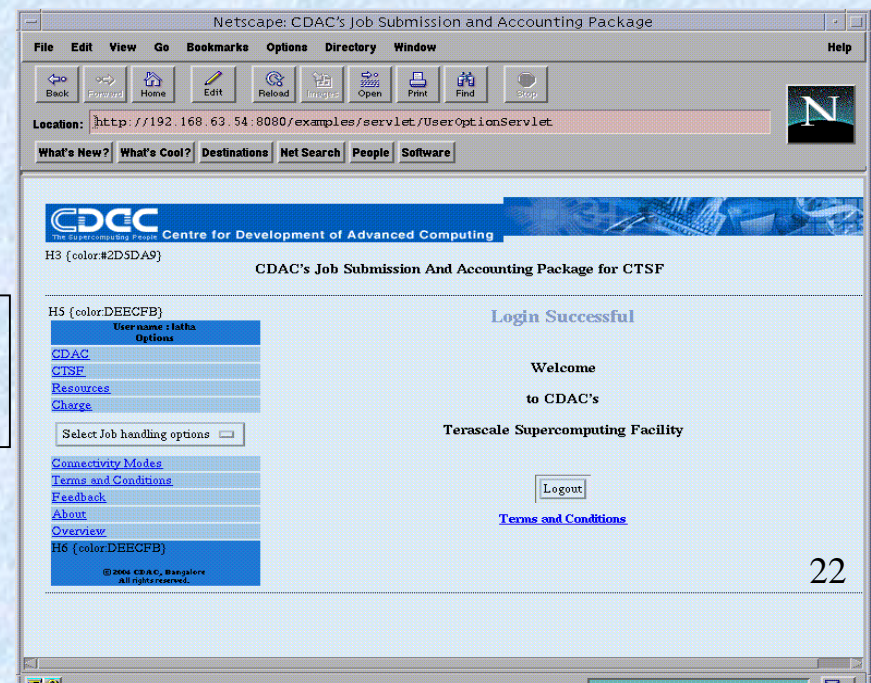 Netscape: CDAC's Job Submission and Accounting Package
File Edit View Go Bookmarks Options Directory Window Help
Back Forward Home Edit Reload Images Open Print Find Stop
N
Location: http://192.168.63.54:8080/examples/servlet/UserOptionServlet
What's New? What's Cool? Destinations Net Search People Software
CDAC
The Supercomputing People Centre for Development of Advanced Computing
H3 {color:#2D5DA9}
CDAC's Job Submission And Accounting Package for CTSF
H5 {color:DEECFB}
User name : latha
Options
CDAC
CTSF
Resources
Charge
Select Job handling options
Connectivity Modes
Terms and Conditions
Feedback
About
Overview
H6 {color:DEECFB}
© 2004 CDAC, Bangalore
All rights reserved.
Login Successful
Welcome
to CDAC's
Terascale Supercomputing Facility
Logout
Terms and Conditions
22